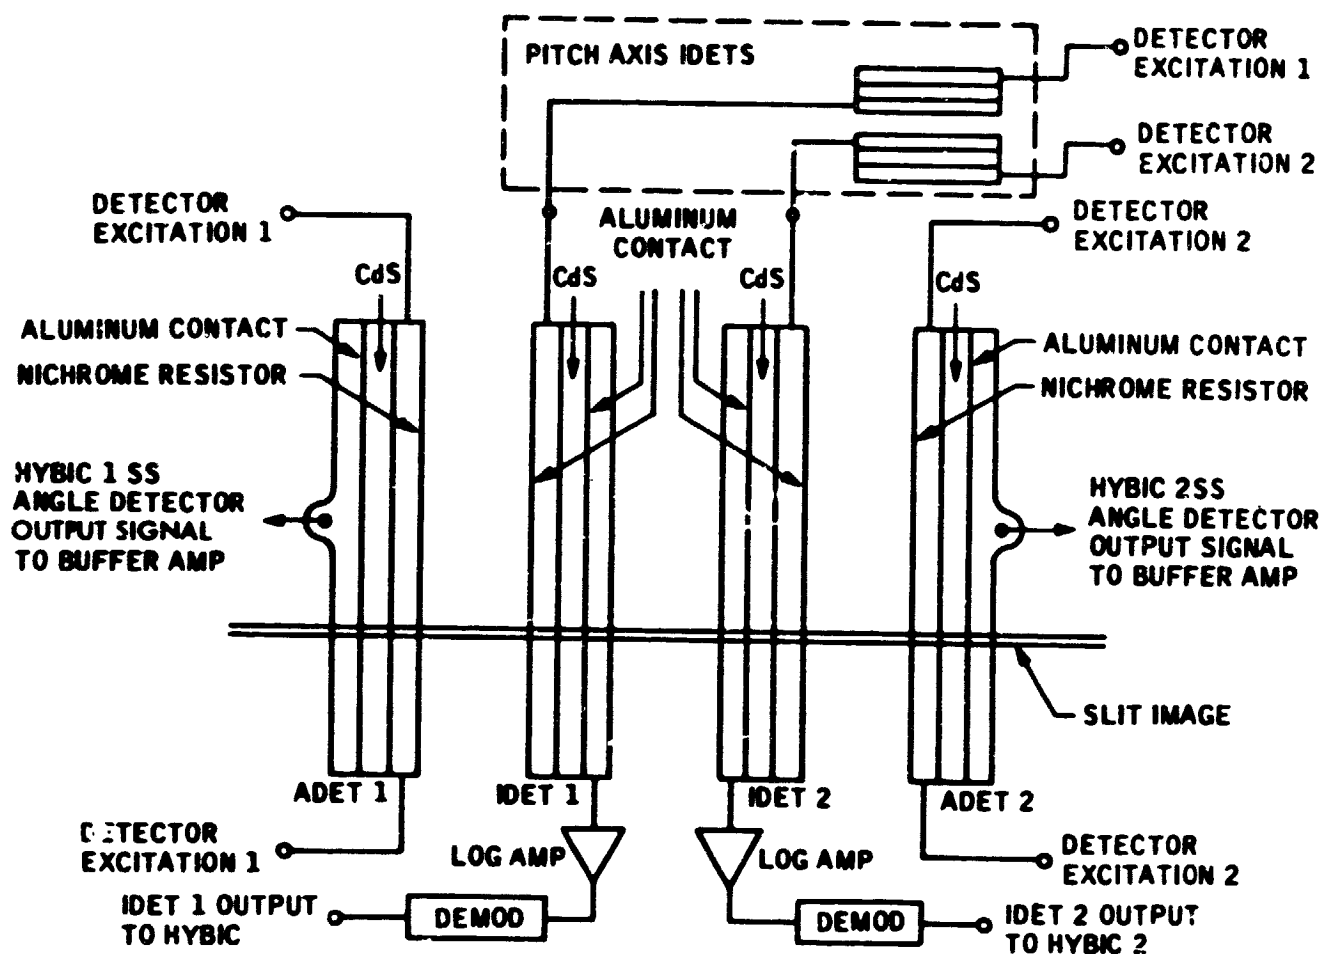 PITCH AXIS IDETS
DETECTOR
EXCITATION 1
DETECTOR
EXCITATION 2
DETECTOR
EXCITATION 1
ALUMINUM
CONTACT
DETECTOR
EXCITATION 2
CdS
CdS
CdS
CdS
ALUMINUM CONTACT
NICHROME RESISTOR
ALUMINUM CONTACT
NICHROME RESISTOR
HYBIC 1 SS
ANGLE DETECTOR
OUTPUT SIGNAL
TO BUFFER AMP
HYBIC 2SS
ANGLE DETECTOR
OUTPUT SIGNAL
TO BUFFER AMP
SLIT IMAGE
ADET 1
IDET 1
IDET 2
ADET 2
DETECTOR
EXCITATION 1
LOG AMP
LOG AMP
DETECTOR
EXCITATION 2
IDET 1 OUTPUT
TO HYBIC
DEMOD
DEMOD
IDET 2 OUTPUT
TO HYBIC 2